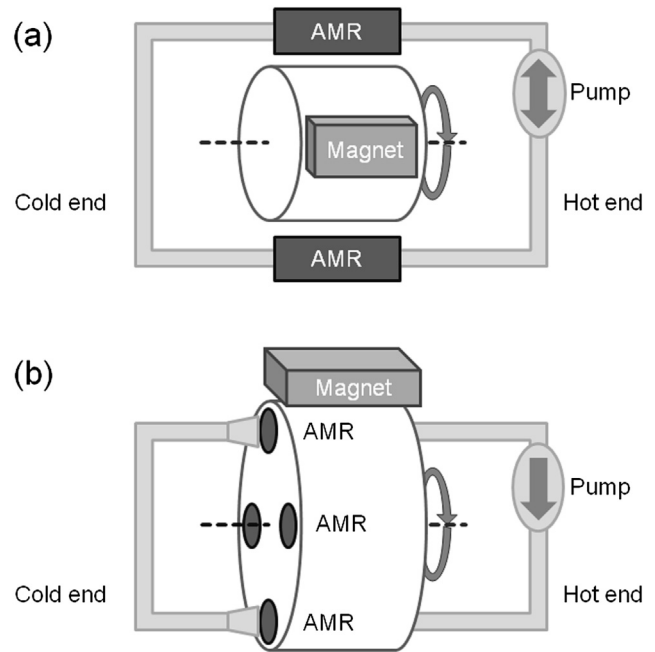 (a)
AMR
Pump
Magnet
Cold end
Hot end
AMR
(b)
Magnet
AMR
Pump
AMR
Cold end
Hot end
AMR